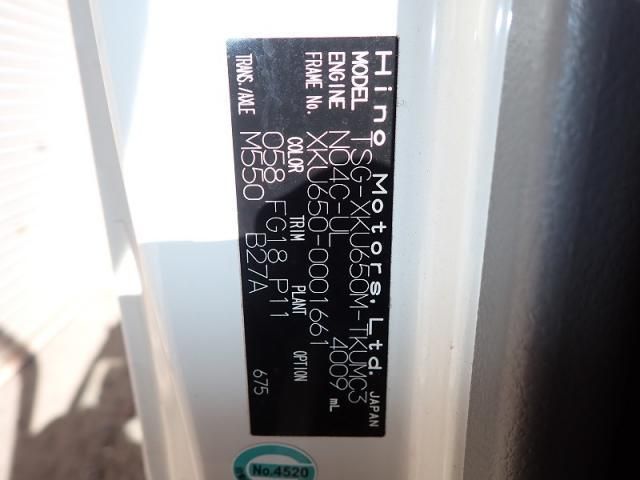 Hino Motors, Ltd. JAPAN
MODEL TSG-XKU650M-TKUMC3
ENGINE N04C-UL 4009 mL
FRAME No. XKU650-0001661
COLOR TRIM PLANT OPTION
058 FG18 P11
TRANS./AXLE M550 B27A 675
No.4520